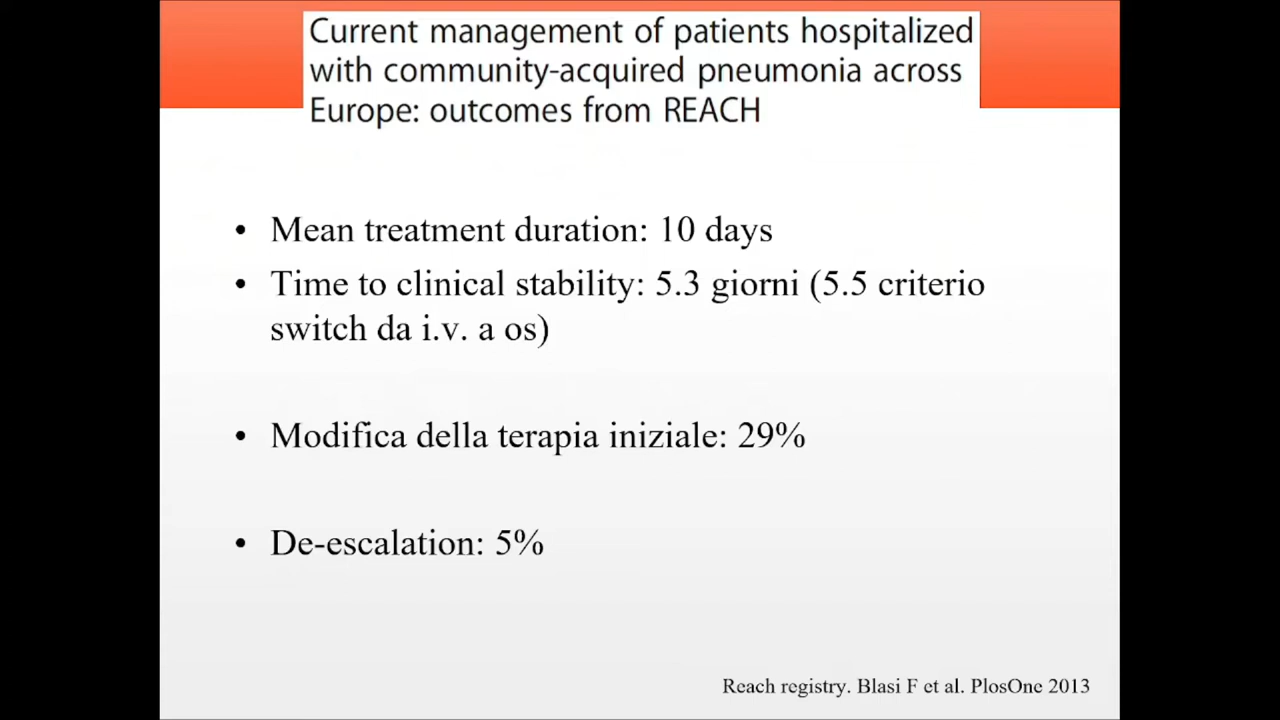 Current management of patients hospitalized
with community-acquired pneumonia across
Europe: outcomes from REACH
• Mean treatment duration: 10 days
• Time to clinical stability: 5.3 giorni (5.5 criterio
switch da i.v. a os)
• Modifica della terapia iniziale: 29%
• De-escalation: 5%
Reach registry. Blasi F et al. PlosOne 2013